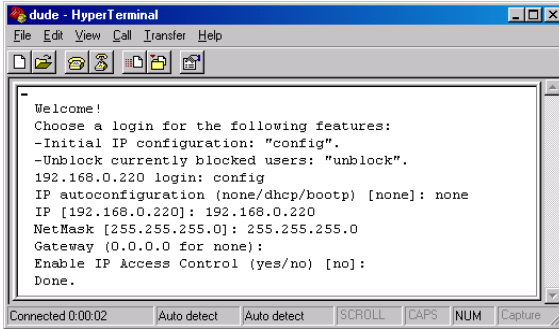 dude - HyperTerminal
File Edit View Call Transfer Help
Welcome!
Choose a login for the following features:
-Initial IP configuration: "config".
-Unblock currently blocked users: "unblock".
192.168.0.220 login: config
IP autoconfiguration (none/dhcp/bootp) [none]: none
IP [192.168.0.220]: 192.168.0.220
NetMask [255.255.255.0]: 255.255.255.0
Gateway (0.0.0.0 for none):
Enable IP Access Control (yes/no) [no]:
Done.
Connected 0:00:02 Auto detect Auto detect SCROLL CAPS NUM Capture